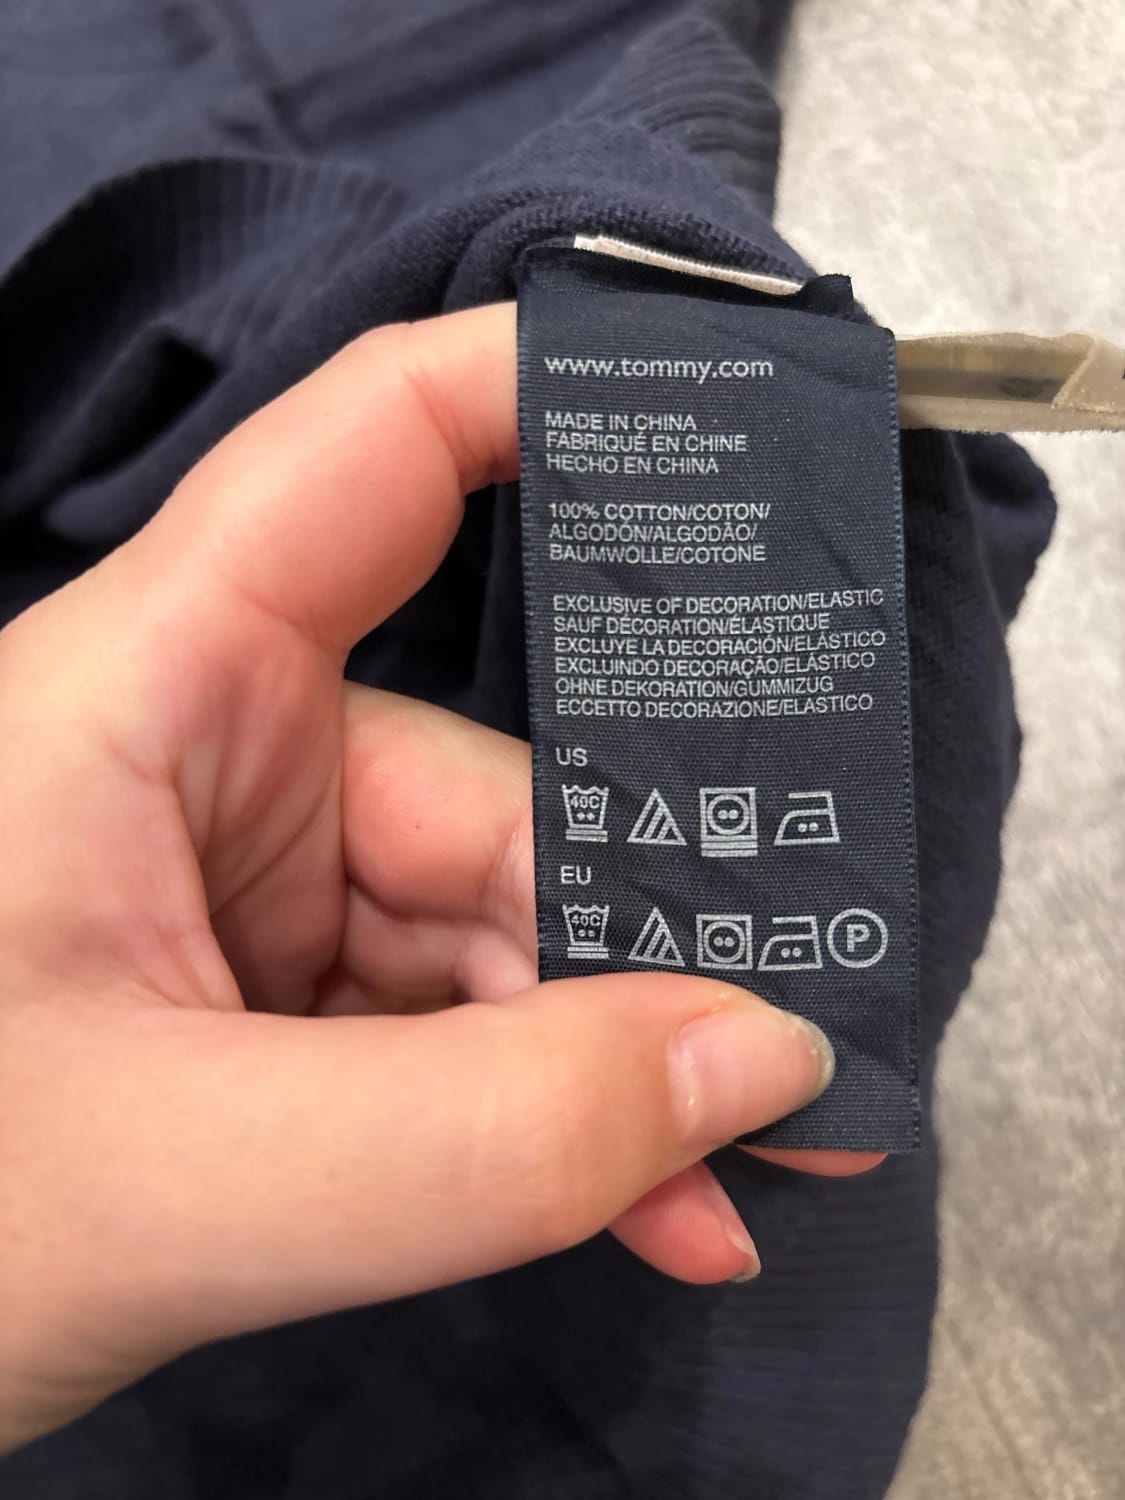 www.tommy.com
MADE IN CHINA
FABRIQUÉ EN CHINE
HECHO EN CHINA
100% COTTON/COTON/
ALGODÓN/ALGODÃO/
BAUMWOLLE/COTONE
EXCLUSIVE OF DECORATION/ELASTIC
SAUF DÉCORATION/ÉLASTIQUE
EXCLUYE LA DECORACIÓN/ELÁSTICO
EXCLUINDO DECORAÇÃO/ELÁSTICO
OHNE DEKORATION/GUMMIZUG
ECCETTO DECORAZIONE/ELASTICO
US
40C
EU
40C P